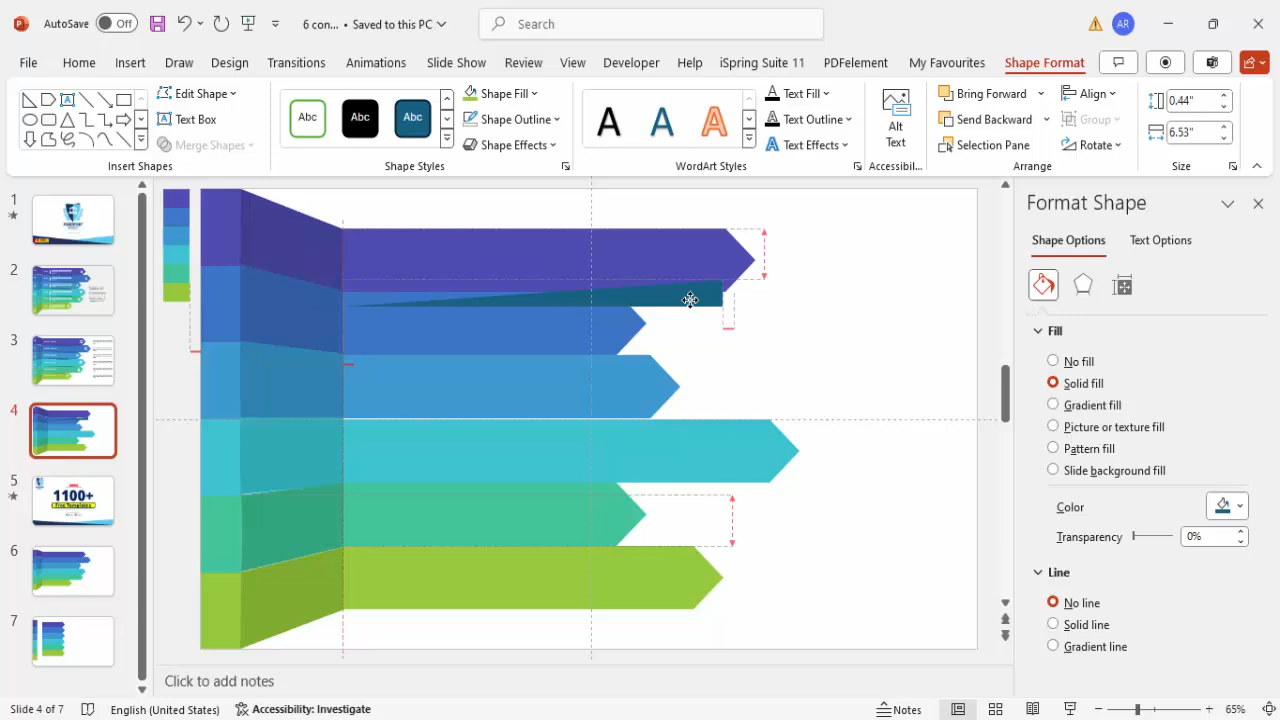 AutoSave Off 6 con... • Saved to this PC Search AR
File Home Insert Draw Design Transitions Animations Slide Show Review View Developer Help iSpring Suite 11 PDFelement My Favourites Shape Format
Edit Shape Text Box Merge Shapes
Insert Shapes
Abc Abc Abc
Shape Fill Shape Outline Shape Effects
Shape Styles
A A A
Text Fill Text Outline Text Effects
WordArt Styles
Alt Text
Accessibil...
Bring Forward Send Backward Selection Pane
Align Group Rotate
Arrange
0.44"
6.53"
Size
1
2
3
4
5
1100+
6
7
Format Shape
Shape Options Text Options
Fill
No fill
Solid fill
Gradient fill
Picture or texture fill
Pattern fill
Slide background fill
Color
Transparency 0%
Line
No line
Solid line
Gradient line
Click to add notes
Slide 4 of 7 English (United States) Accessibility: Investigate Notes 65%